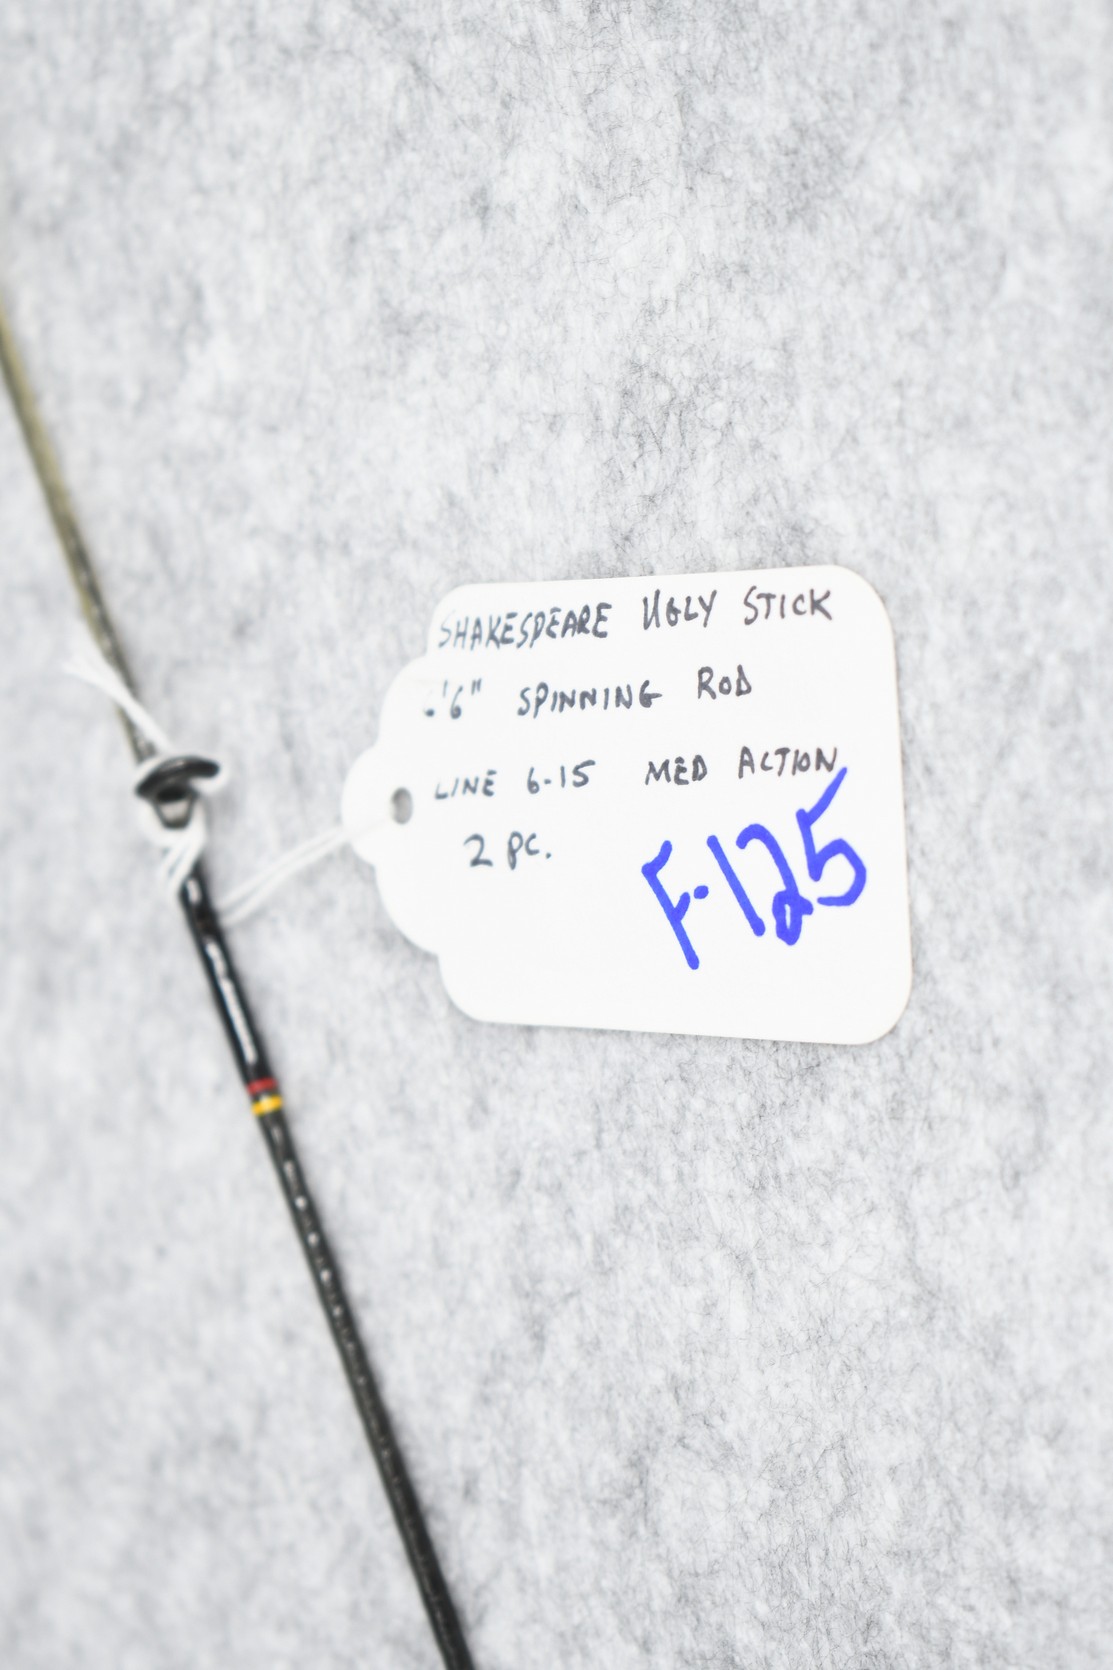 SHAKESPEARE UGLY STICK
'6" SPINNING ROD
LINE 6-15 MED ACTION
2 PC.
F-125